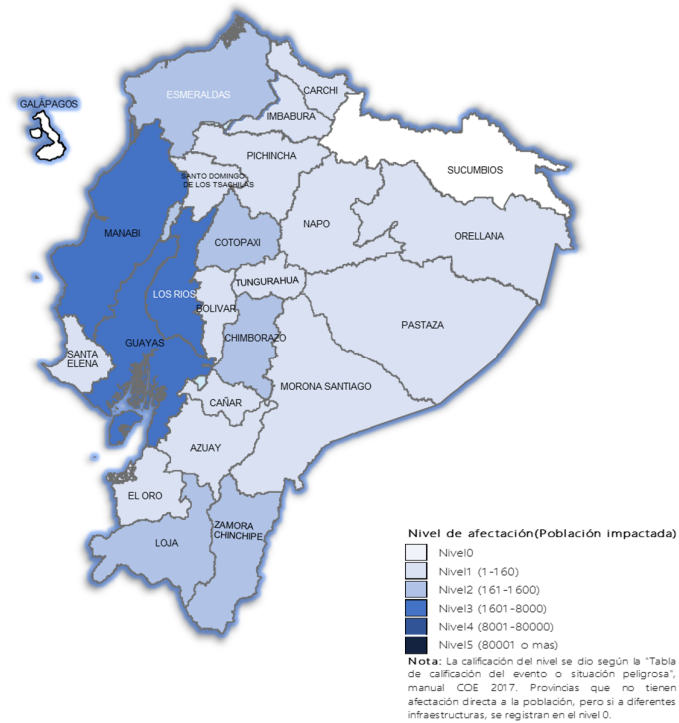 ESMERALDAS
CARCHI
GALÁPAGOS
IMBABURA
PICHINCHA
SUCUMBIOS
SANTO DOMINGO
DE LOS TSACHILAS
NAPO
MANABI
ORELLANA
COTOPAXI
TUNGURAHUA
LOS RIOS
BOLIVAR
PASTAZA
CHIMBORAZO
GUAYAS
SANTA
ELENA
MORONA SANTIAGO
CAÑAR
AZUAY
EL ORO
ZAMORA
CHINCHIPE
LOJA
Nivel de afectación(Población impactada)
Nivel0
Nivel1 (1-160)
Nivel2 (161-1600)
Nivel3 (1601-8000)
Nivel4 (8001-80000)
Nivel5 (80001 o mas)
Nota: La calificación del nivel se dio según la "Tabla
de calificación del evento o situación peligrosa",
manual COE 2017. Provincias que no tienen
afectación directa a la población, pero si a diferentes
infraestructuras, se registran en el nivel 0.